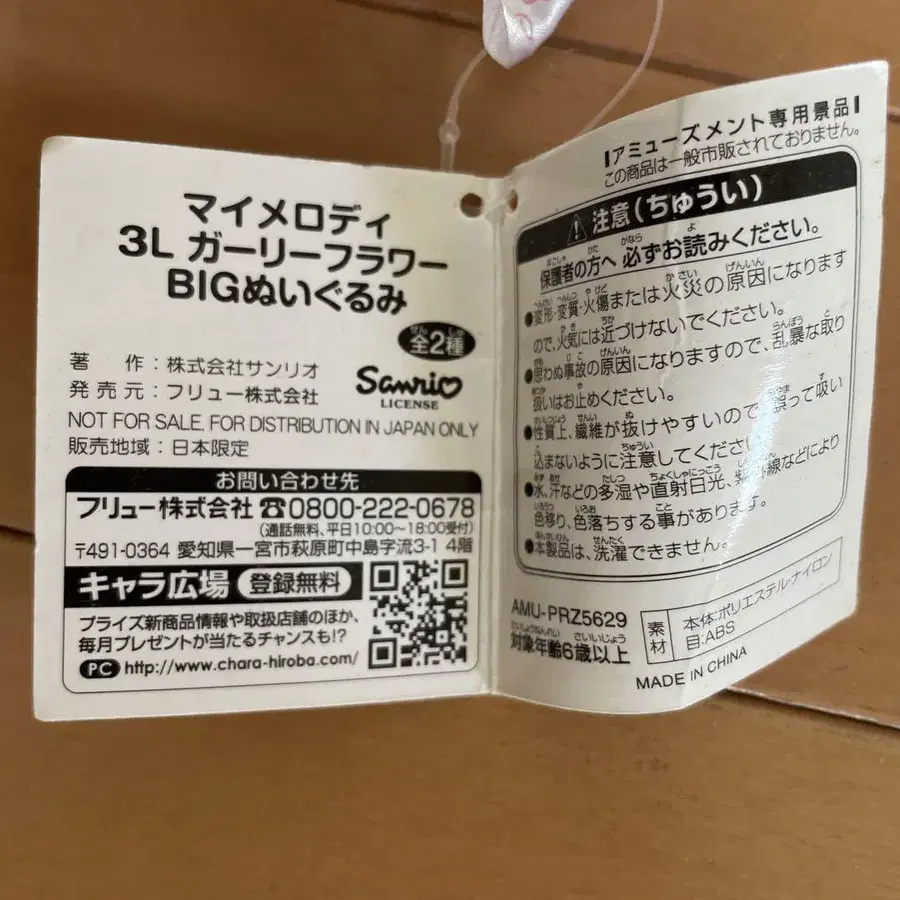 マイメロディ
3L ガーリーフラワー
BIGぬいぐるみ
全2種
著　作：株式会社サンリオ
発売元：フリュー株式会社
Sanrio
LICENSE
NOT FOR SALE. FOR DISTRIBUTION IN JAPAN ONLY
販売地域：日本限定
お問い合わせ先
フリュー株式会社 ☎0800-222-0678
(通話無料、平日10:00～18:00受付)
〒491-0364 愛知県一宮市萩原町中島字流3-1 4階
キャラ広場 登録無料
プライズ新商品情報や取扱店舗のほか、
毎月プレゼントが当たるチャンスも!?
PC http://www.chara-hiroba.com/
アミューズメント専用景品
この商品は一般市販されておりません。
注意(ちゅうい)
保護者の方へ 必ずお読みください。
●変形・変質・火傷または火災の原因になります
ので、火気には近づけないでください。
●思わぬ事故の原因になりますので、乱暴な取り
扱いはお止めください。
●性質上、繊維が抜けやすいので、誤って吸い
込まないように注意してください。
●水、汗などの多湿や直射日光、紫外線などにより
色移り、色落ちする事があります。
●本製品は、洗濯できません。
AMU-PRZ5629
対象年齢6歳以上
素材
本体:ポリエステル・ナイロン
目:ABS
MADE IN CHINA